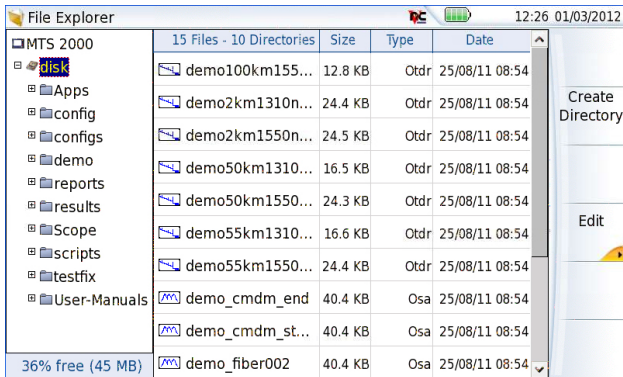 File Explorer 12:26 01/03/2012
MTS 2000
disk
Apps
config
configs
demo
reports
results
Scope
scripts
testfix
User-Manuals
36% free (45 MB)
15 Files - 10 Directories Size Type Date
demo100km155... 12.8 KB Otdr 25/08/11 08:54
demo2km1310n... 24.4 KB Otdr 25/08/11 08:54
demo2km1550n... 24.5 KB Otdr 25/08/11 08:54
demo50km1310... 16.5 KB Otdr 25/08/11 08:54
demo50km1550... 24.3 KB Otdr 25/08/11 08:54
demo55km1310... 16.6 KB Otdr 25/08/11 08:54
demo55km1550... 24.4 KB Otdr 25/08/11 08:54
demo_cmdm_end 40.4 KB Osa 25/08/11 08:54
demo_cmdm_st... 40.4 KB Osa 25/08/11 08:54
demo_fiber002 40.4 KB Osa 25/08/11 08:54
Create
Directory
Edit